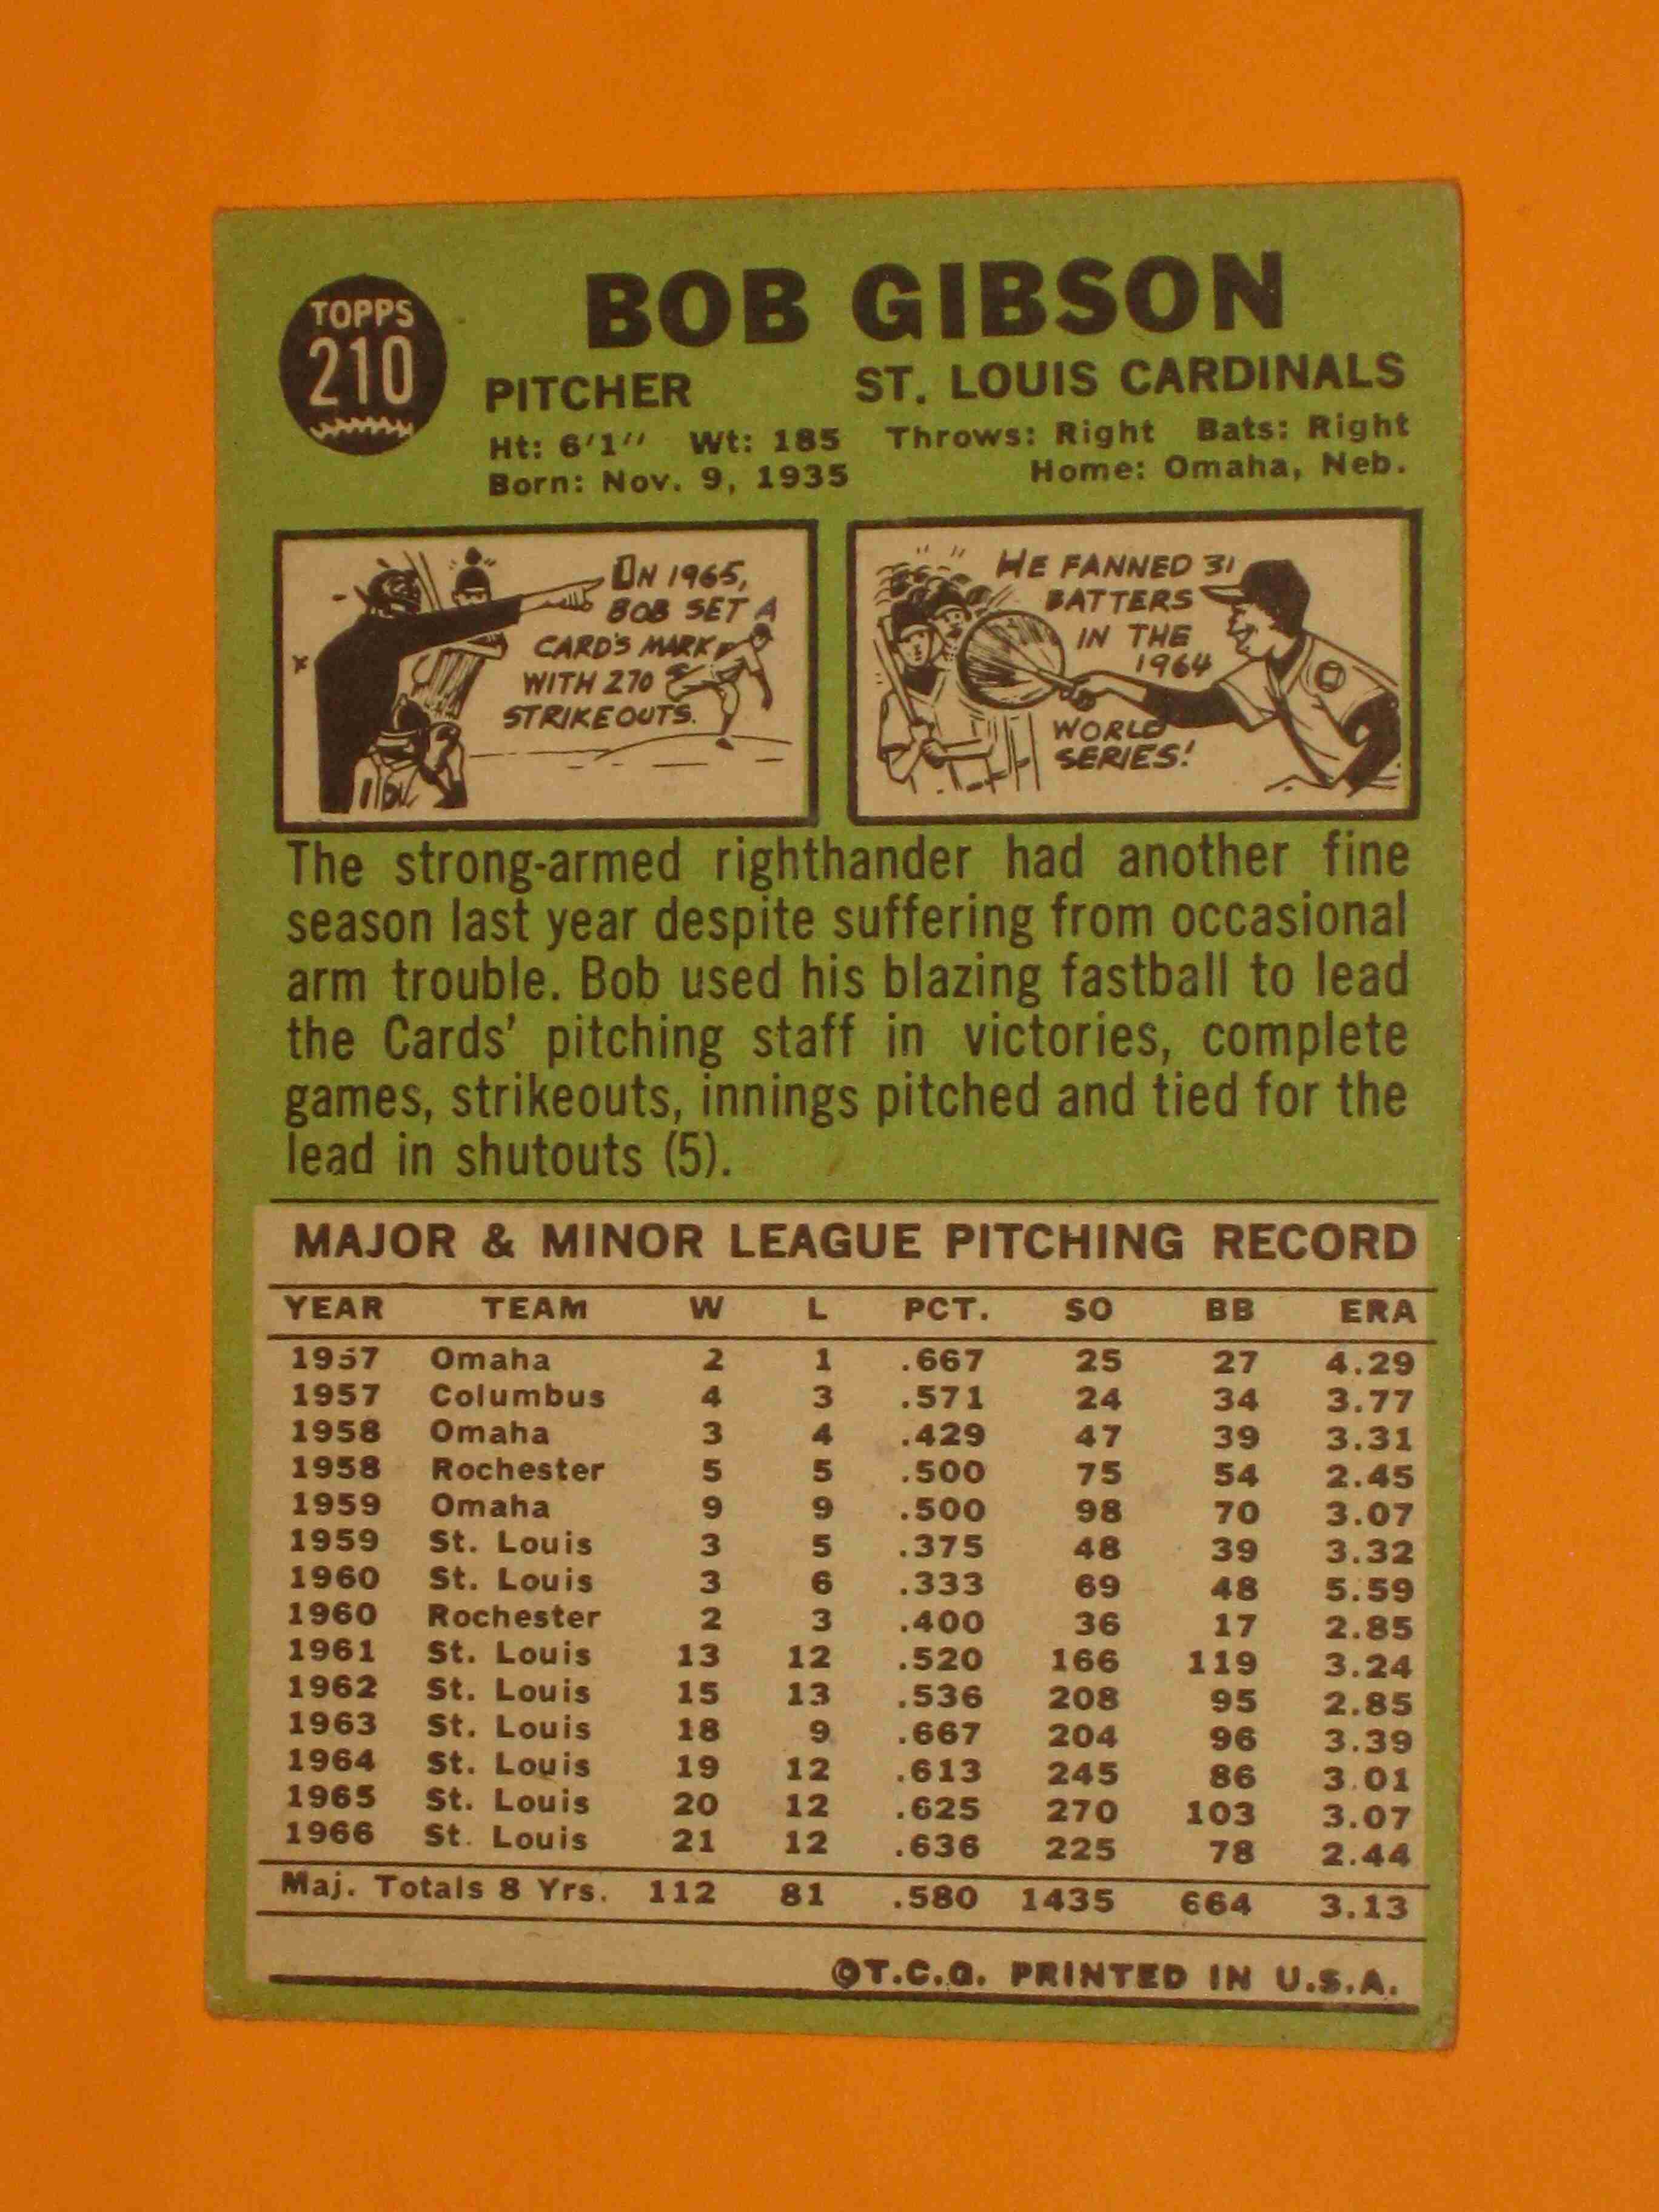 TOPPS
210
BOB GIBSON
PITCHER ST. LOUIS CARDINALS
Ht: 6'1" Wt: 185 Throws: Right Bats: Right
Born: Nov. 9, 1935 Home: Omaha, Neb.
IN 1965,
BOB SET A
CARD'S MARK
WITH 270
STRIKEOUTS.
HE FANNED 31
BATTERS
IN THE
1964
WORLD
SERIES!
The strong-armed righthander had another fine
season last year despite suffering from occasional
arm trouble. Bob used his blazing fastball to lead
the Cards' pitching staff in victories, complete
games, strikeouts, innings pitched and tied for the
lead in shutouts (5).
MAJOR & MINOR LEAGUE PITCHING RECORD
YEAR TEAM W L PCT. SO BB ERA
1957 Omaha 2 1 .667 25 27 4.29
1957 Columbus 4 3 .571 24 34 3.77
1958 Omaha 3 4 .429 47 39 3.31
1958 Rochester 5 5 .500 75 54 2.45
1959 Omaha 9 9 .500 98 70 3.07
1959 St. Louis 3 5 .375 48 39 3.32
1960 St. Louis 3 6 .333 69 48 5.59
1960 Rochester 2 3 .400 36 17 2.85
1961 St. Louis 13 12 .520 166 119 3.24
1962 St. Louis 15 13 .536 208 95 2.85
1963 St. Louis 18 9 .667 204 96 3.39
1964 St. Louis 19 12 .613 245 86 3.01
1965 St. Louis 20 12 .625 270 103 3.07
1966 St. Louis 21 12 .636 225 78 2.44
Maj. Totals 8 Yrs. 112 81 .580 1435 664 3.13
©T.C.G. PRINTED IN U.S.A.